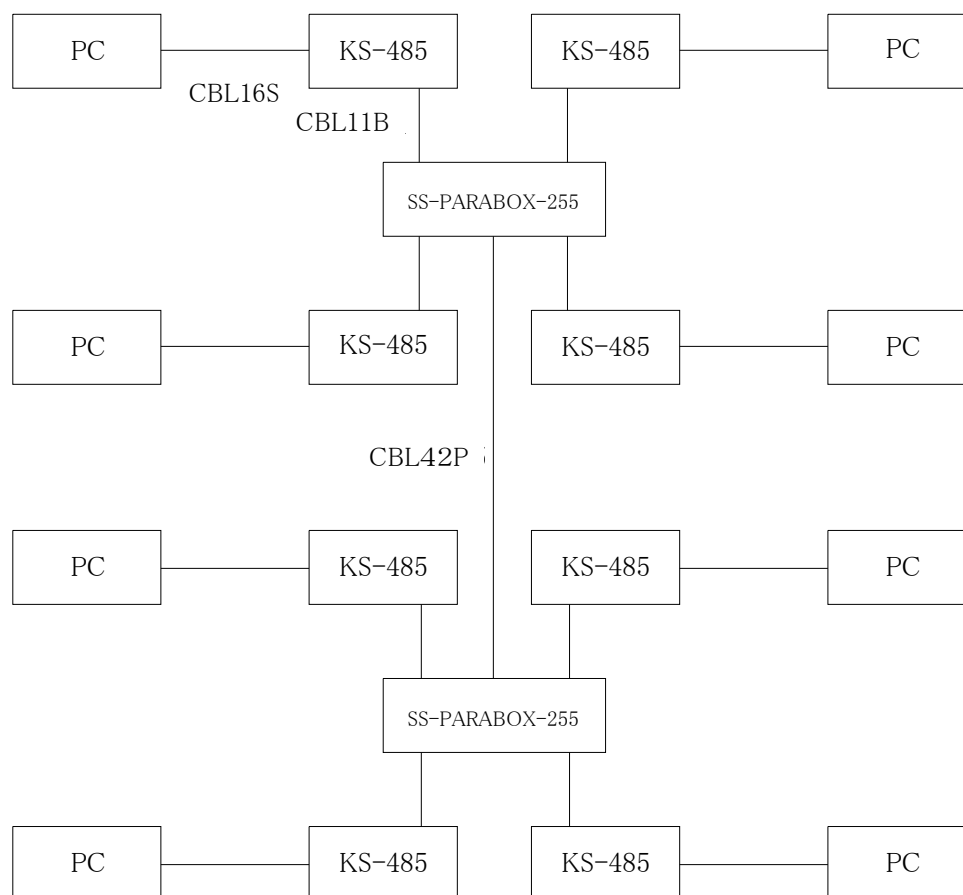 PC KS-485 KS-485 PC
CBL16S
CBL11B
SS-PARABOX-255
PC KS-485 KS-485 PC
CBL42P
PC KS-485 KS-485 PC
SS-PARABOX-255
PC KS-485 KS-485 PC